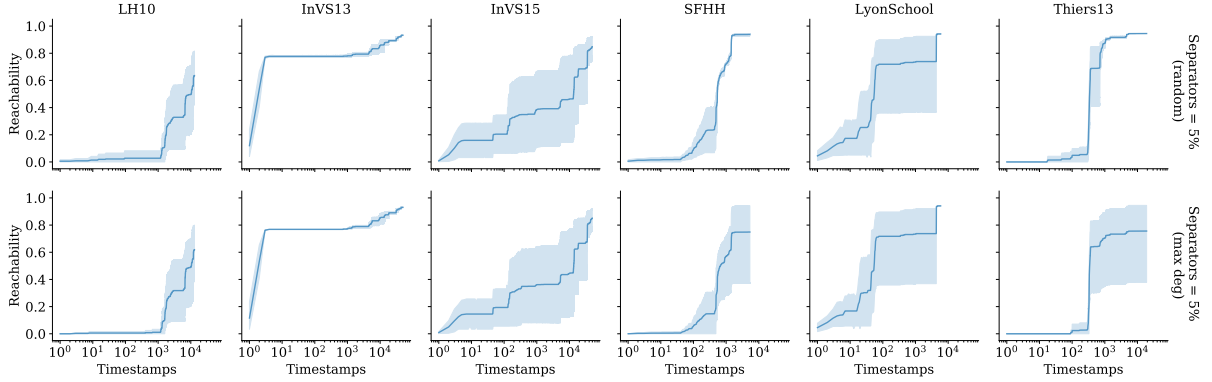 LH10 InVS13 InVS15 SFHH LyonSchool Thiers13
1.0
0.8
0.6
0.4
0.2
0.0
Reachability
Separators = 5%
(random)
1.0
0.8
0.6
0.4
0.2
0.0
Reachability
Separators = 5%
(max deg)
10⁰ 10¹ 10² 10³ 10⁴ 10⁰ 10¹ 10² 10³ 10⁴ 10⁰ 10¹ 10² 10³ 10⁴ 10⁰ 10¹ 10² 10³ 10⁴ 10⁰ 10¹ 10² 10³ 10⁴ 10⁰ 10¹ 10² 10³ 10⁴
Timestamps Timestamps Timestamps Timestamps Timestamps Timestamps